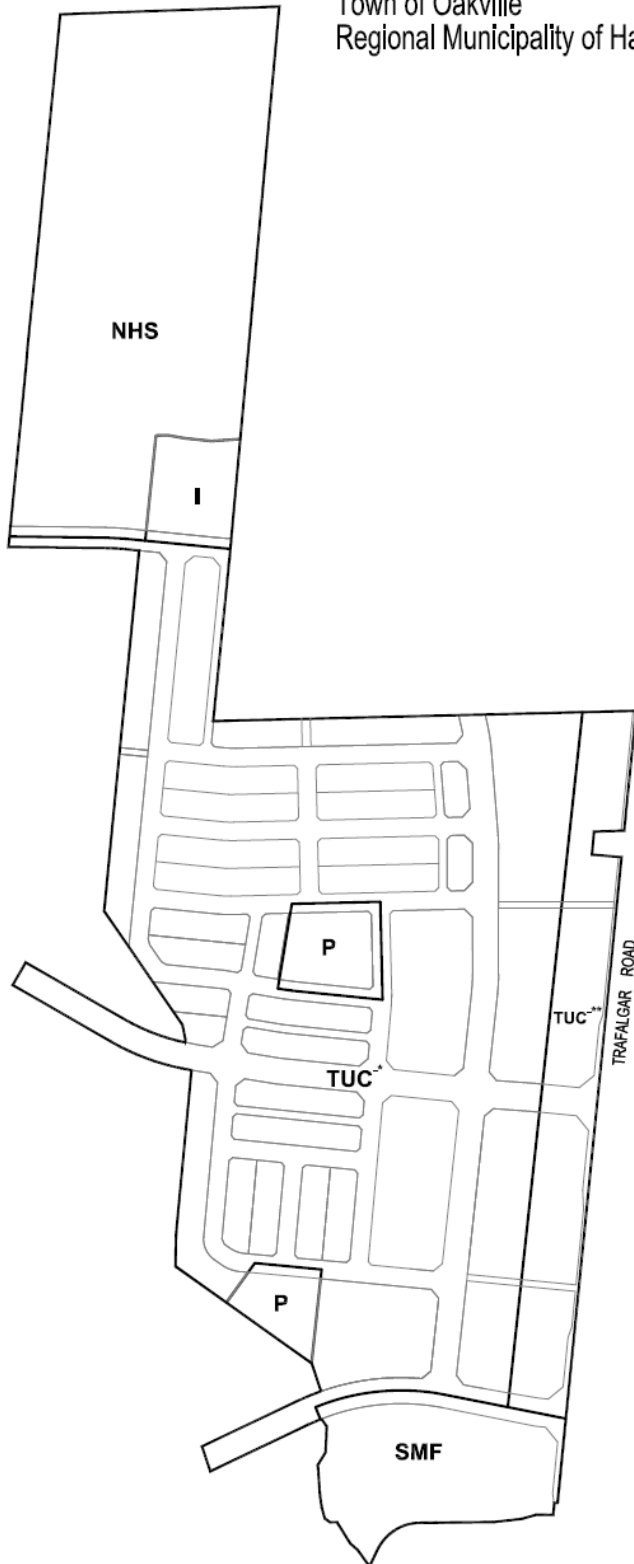 Town of Oakville
Regional Municipality of Ha
NHS
I
P
TUC-**
TRAFALGAR ROAD
TUC-*
P
SMF